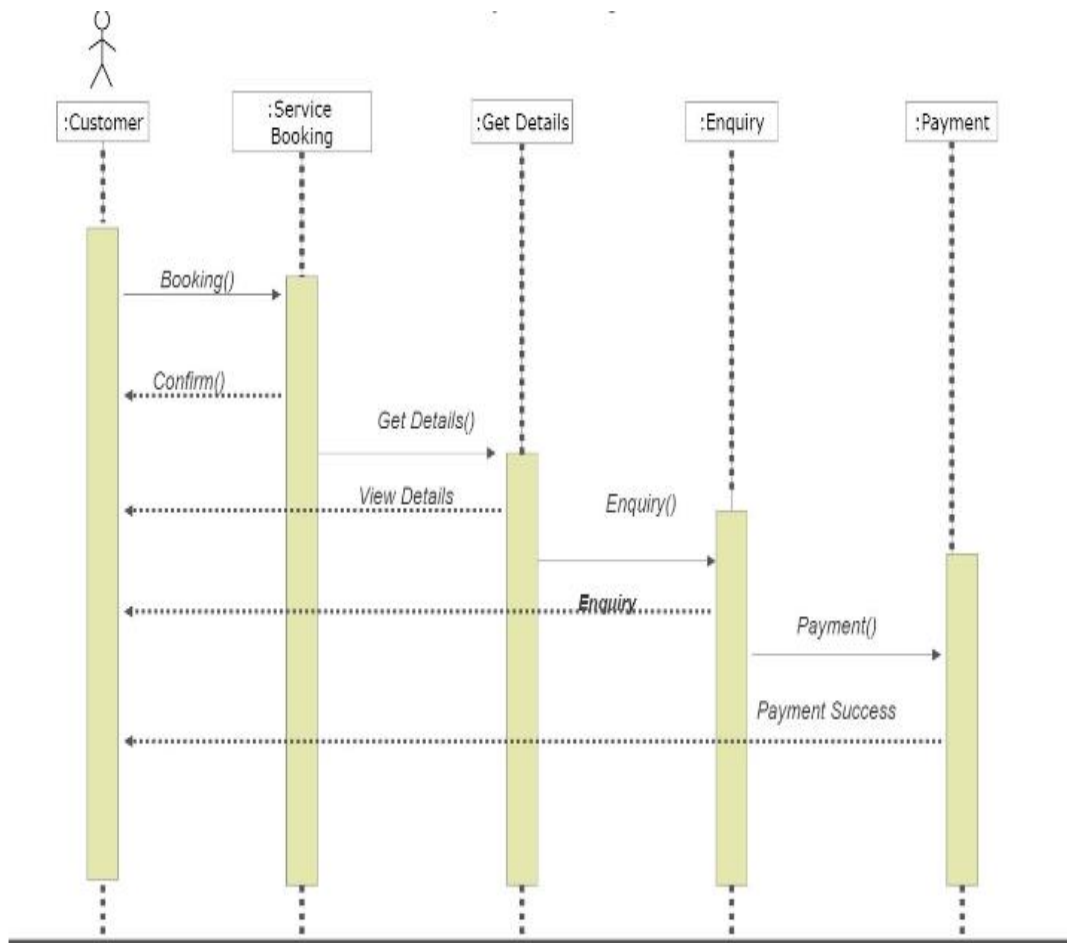 :Customer
:Service
Booking
:Get Details
:Enquiry
:Payment
Booking()
Confirm()
Get Details()
View Details
Enquiry()
Enquiry
Payment()
Payment Success